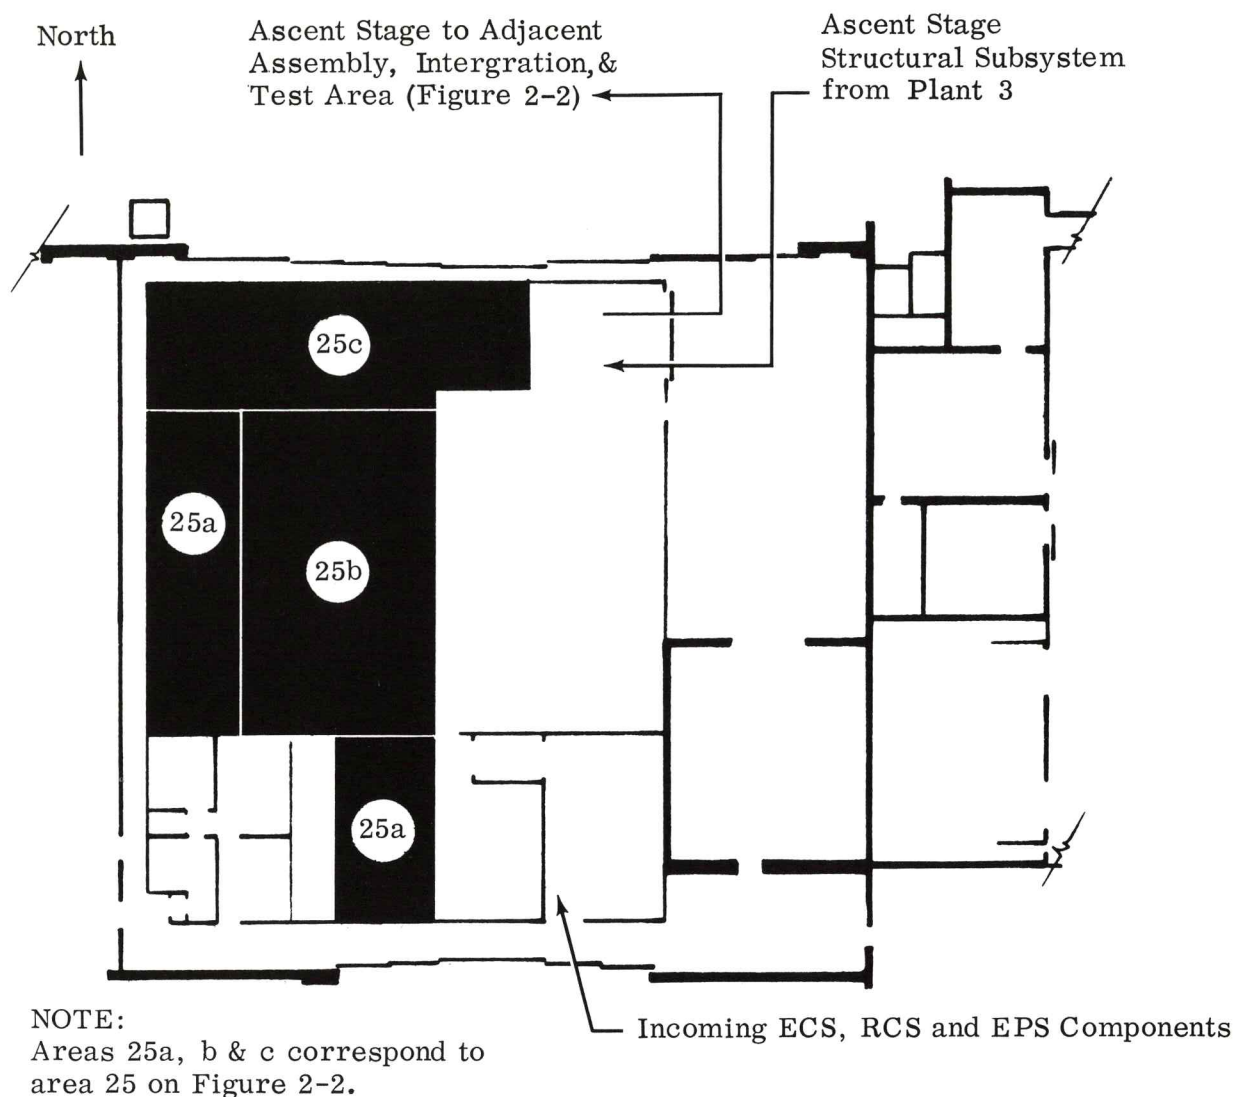 North
Ascent Stage to Adjacent
Assembly, Intergration, &
Test Area (Figure 2-2)
Ascent Stage
Structural Subsystem
from Plant 3
25c
25a
25b
25a
Incoming ECS, RCS and EPS Components
NOTE:
Areas 25a, b & c correspond to
area 25 on Figure 2-2.